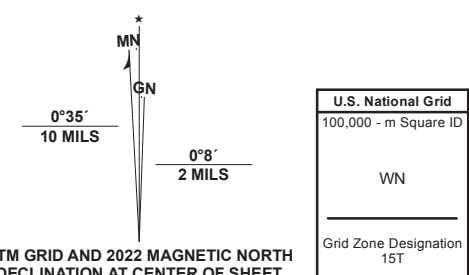 MN
GN
0°35´
10 MILS
0°8´
2 MILS
TM GRID AND 2022 MAGNETIC NORTH
DECLINATION AT CENTER OF SHEET
U.S. National Grid
100,000 - m Square ID
WN
Grid Zone Designation
15T